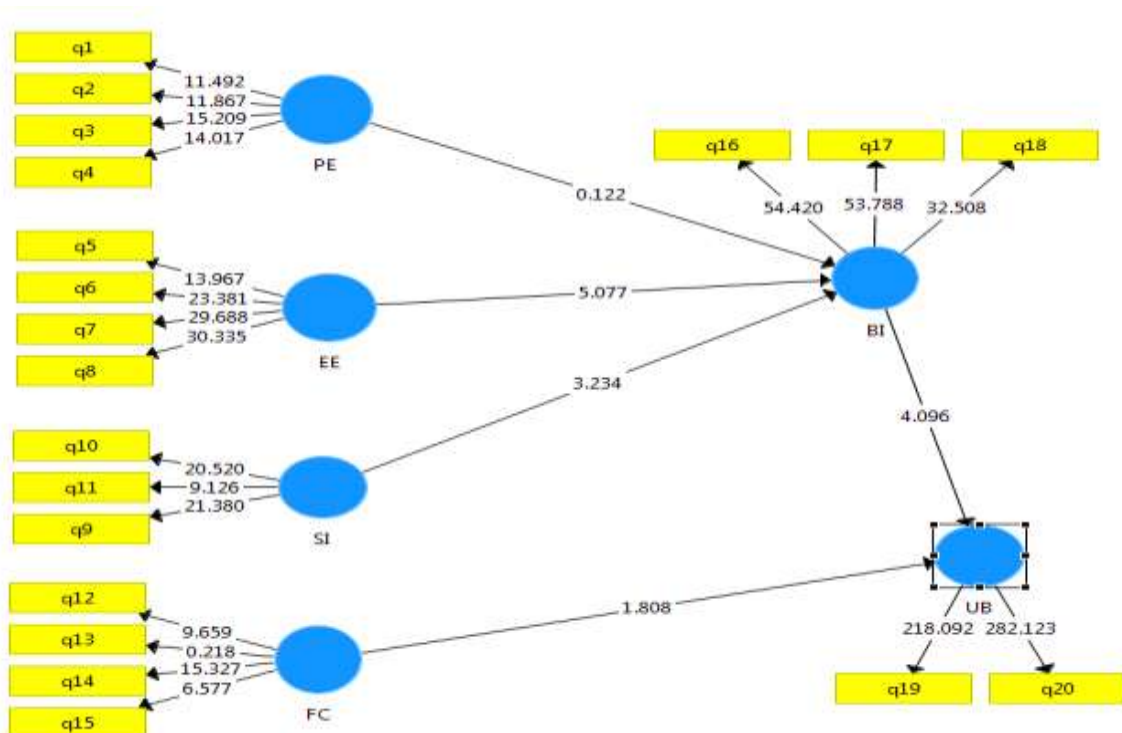 q1
q2
q3
q4
11.492
11.867
15.209
14.017
PE
0.122
q5
q6
q7
q8
13.967
23.381
29.688
30.335
EE
5.077
q10
q11
q9
20.520
9.126
21.380
SI
3.234
q12
q13
q14
q15
9.659
0.218
15.327
6.577
FC
1.808
q16
q17
q18
54.420
53.788
32.508
BI
4.096
UB
218.092
282.123
q19
q20